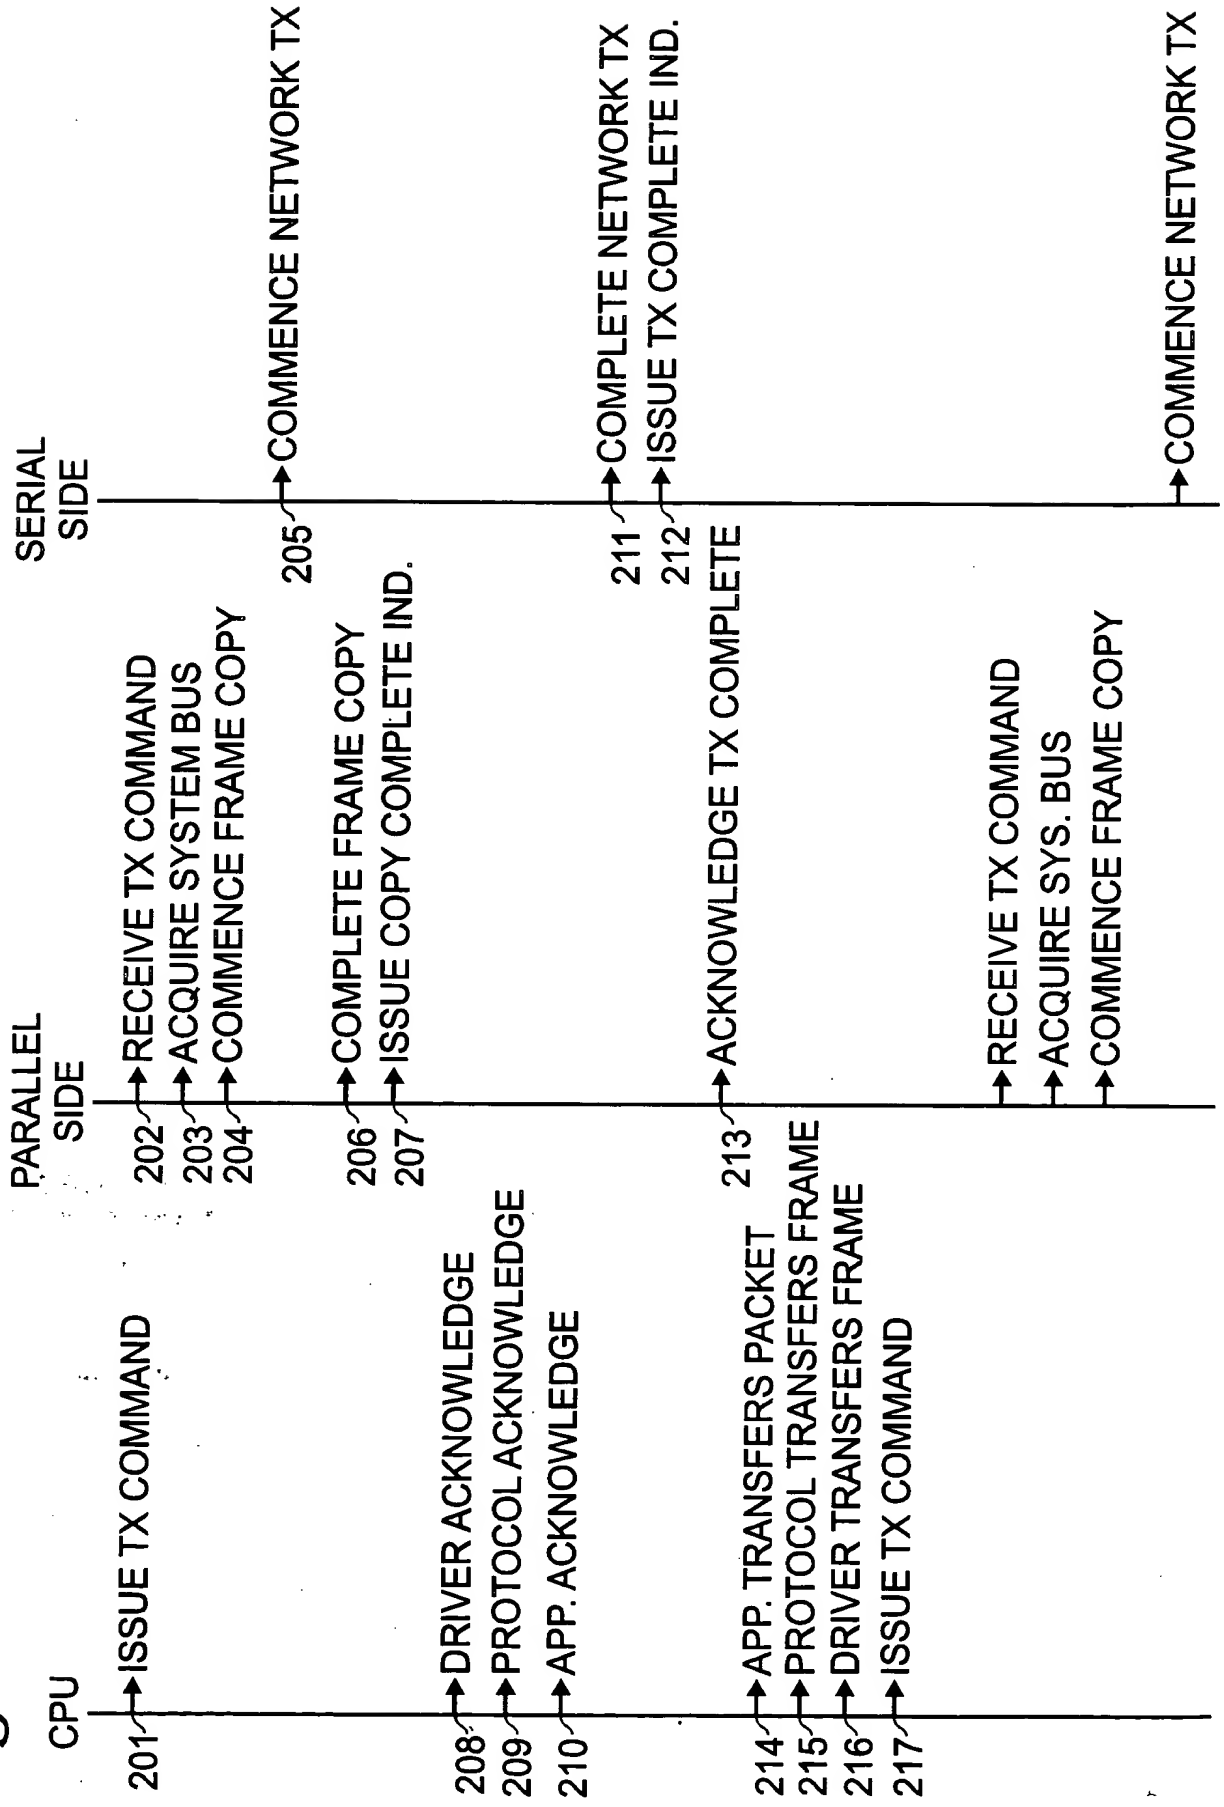 CPU
201
ISSUE TX COMMAND
208
DRIVER ACKNOWLEDGE
209
PROTOCOL ACKNOWLEDGE
210
APP. ACKNOWLEDGE
214
APP. TRANSFERS PACKET
215
PROTOCOL TRANSFERS FRAME
216
DRIVER TRANSFERS FRAME
217
ISSUE TX COMMAND
PARALLEL
SIDE
202
RECEIVE TX COMMAND
203
ACQUIRE SYSTEM BUS
204
COMMENCE FRAME COPY
206
COMPLETE FRAME COPY
207
ISSUE COPY COMPLETE IND.
213
ACKNOWLEDGE TX COMPLETE
RECEIVE TX COMMAND
ACQUIRE SYS. BUS
COMMENCE FRAME COPY
SERIAL
SIDE
205
COMMENCE NETWORK TX
211
COMPLETE NETWORK TX
212
ISSUE TX COMPLETE IND.
COMMENCE NETWORK TX